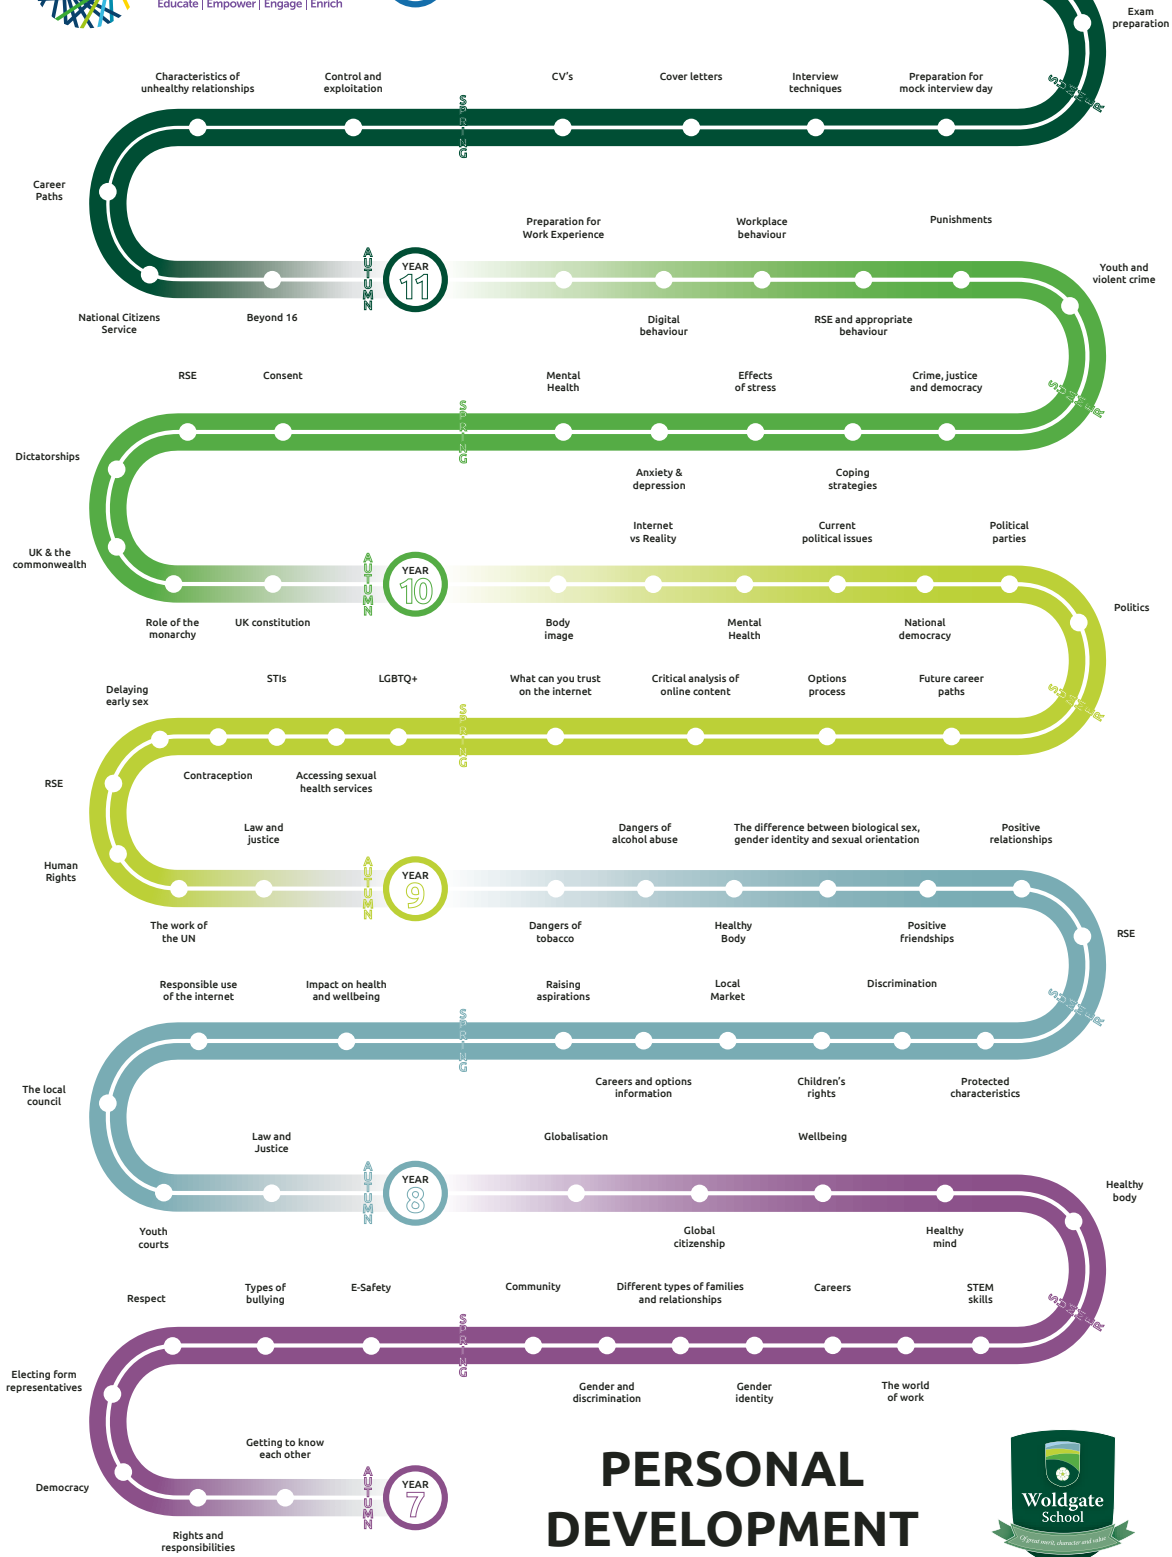 Educate | Empower | Engage | Enrich
Exam
preparation
SUMMER
Characteristics of
unhealthy relationships
Control and
exploitation
SPRING
CV's
Cover letters
Interview
techniques
Preparation for
mock interview day
Career
Paths
National Citizens
Service
Beyond 16
AUTUMN
YEAR
11
Preparation for
Work Experience
Digital
behaviour
Workplace
behaviour
RSE and appropriate
behaviour
Punishments
Youth and
violent crime
SUMMER
RSE
Consent
SPRING
Mental
Health
Anxiety &
depression
Effects
of stress
Coping
strategies
Crime, justice
and democracy
Dictatorships
UK & the
commonwealth
Role of the
monarchy
UK constitution
AUTUMN
YEAR
10
Body
image
Internet
vs Reality
Mental
Health
Current
political issues
National
democracy
Political
parties
Politics
SUMMER
Delaying
early sex
Contraception
STIs
Accessing sexual
health services
LGBTQ+
SPRING
What can you trust
on the internet
Critical analysis of
online content
Options
process
Future career
paths
RSE
Human
Rights
The work of
the UN
Law and
justice
AUTUMN
YEAR
9
Dangers of
tobacco
Dangers of
alcohol abuse
Healthy
Body
The difference between biological sex,
gender identity and sexual orientation
Positive
friendships
Positive
relationships
RSE
SUMMER
Responsible use
of the internet
Impact on health
and wellbeing
SPRING
Raising
aspirations
Careers and options
information
Local
Market
Children's
rights
Discrimination
Protected
characteristics
The local
council
Youth
courts
Law and
Justice
AUTUMN
YEAR
8
Globalisation
Global
citizenship
Wellbeing
Healthy
mind
Healthy
body
SUMMER
Respect
Types of
bullying
E-Safety
SPRING
Community
Gender and
discrimination
Different types of families
and relationships
Gender
identity
Careers
The world
of work
STEM
skills
Electing form
representatives
Democracy
Rights and
responsibilities
Getting to know
each other
AUTUMN
YEAR
7
PERSONAL
DEVELOPMENT
Woldgate
School
Of great merit, character and value